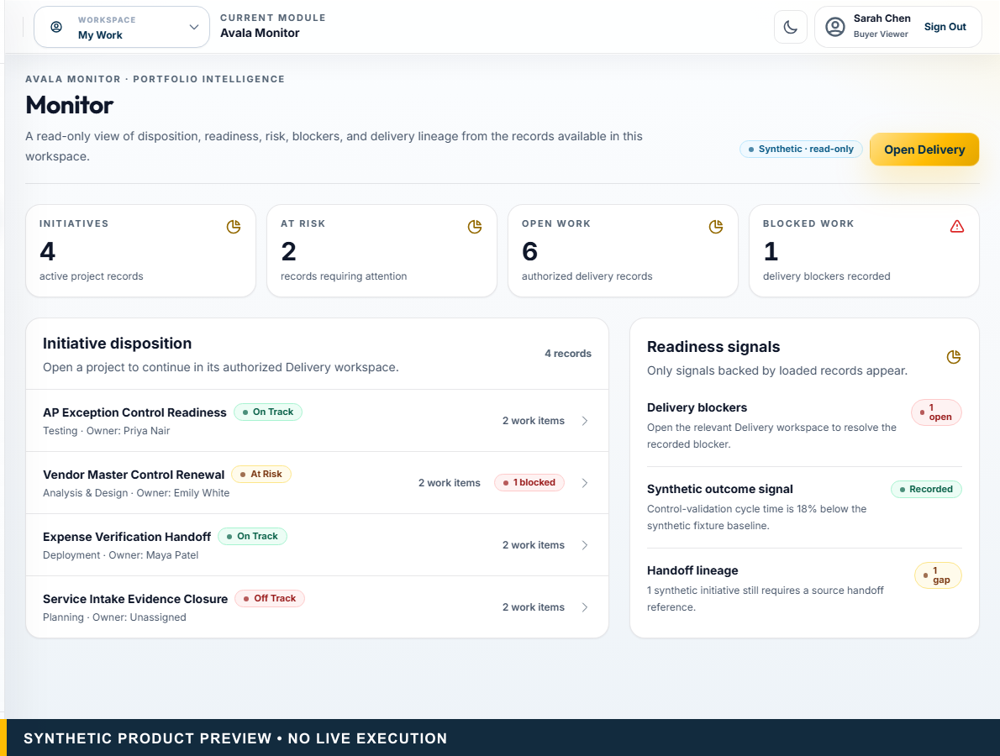 WORKSPACE
My Work
CURRENT MODULE
Avala Monitor
Sarah Chen
Buyer Viewer
Sign Out
AVALA MONITOR · PORTFOLIO INTELLIGENCE
Monitor
A read-only view of disposition, readiness, risk, blockers, and delivery lineage from the records available in this
workspace.
Synthetic · read-only
Open Delivery
INITIATIVES
4
active project records
AT RISK
2
records requiring attention
OPEN WORK
6
authorized delivery records
BLOCKED WORK
1
delivery blockers recorded
Initiative disposition
Open a project to continue in its authorized Delivery workspace.
4 records
AP Exception Control Readiness
On Track
Testing · Owner: Priya Nair
2 work items
Vendor Master Control Renewal
At Risk
Analysis & Design · Owner: Emily White
2 work items
1 blocked
Expense Verification Handoff
On Track
Deployment · Owner: Maya Patel
2 work items
Service Intake Evidence Closure
Off Track
Planning · Owner: Unassigned
2 work items
Readiness signals
Only signals backed by loaded records appear.
Delivery blockers
1
open
Open the relevant Delivery workspace to resolve the
recorded blocker.
Synthetic outcome signal
Recorded
Control-validation cycle time is 18% below the
synthetic fixture baseline.
Handoff lineage
1
gap
1 synthetic initiative still requires a source handoff
reference.
SYNTHETIC PRODUCT PREVIEW • NO LIVE EXECUTION